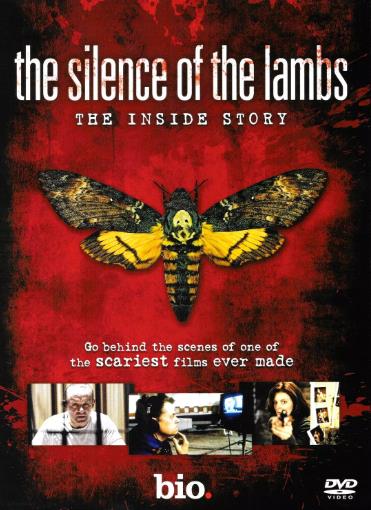 the silence of the lambs
THE INSIDE STORY
Go behind the scenes of one of
the scariest films ever made
bio.
DVD
VIDEO